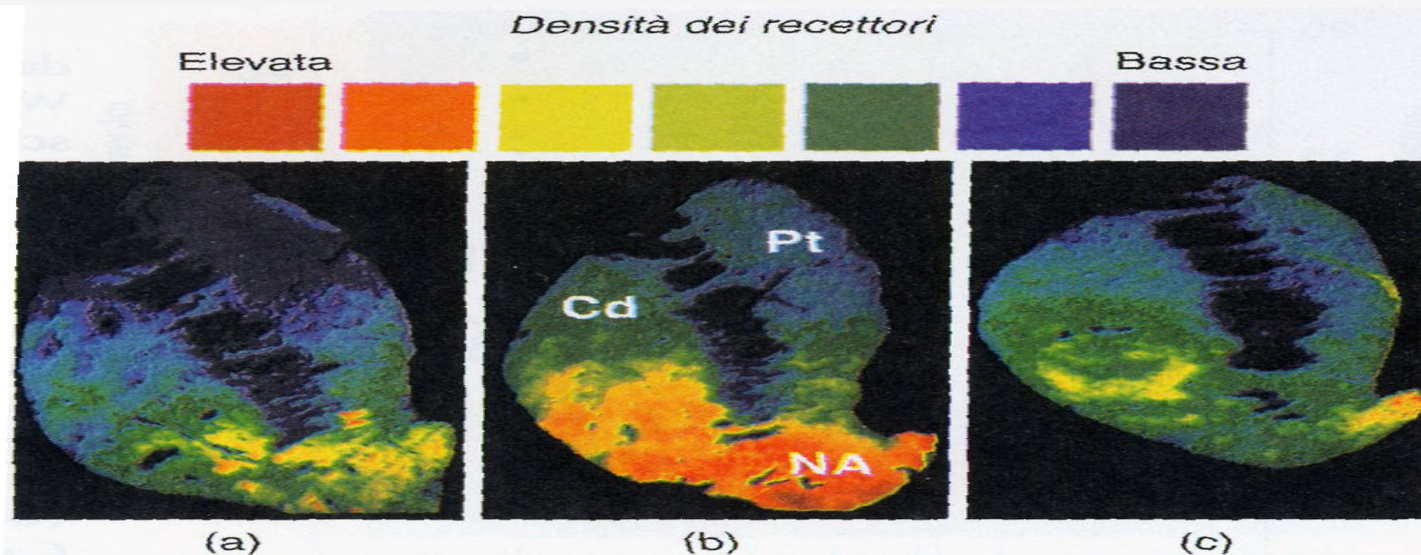 Densità dei recettori
Elevata Bassa
Pt
Cd
NA
(a) (b) (c)